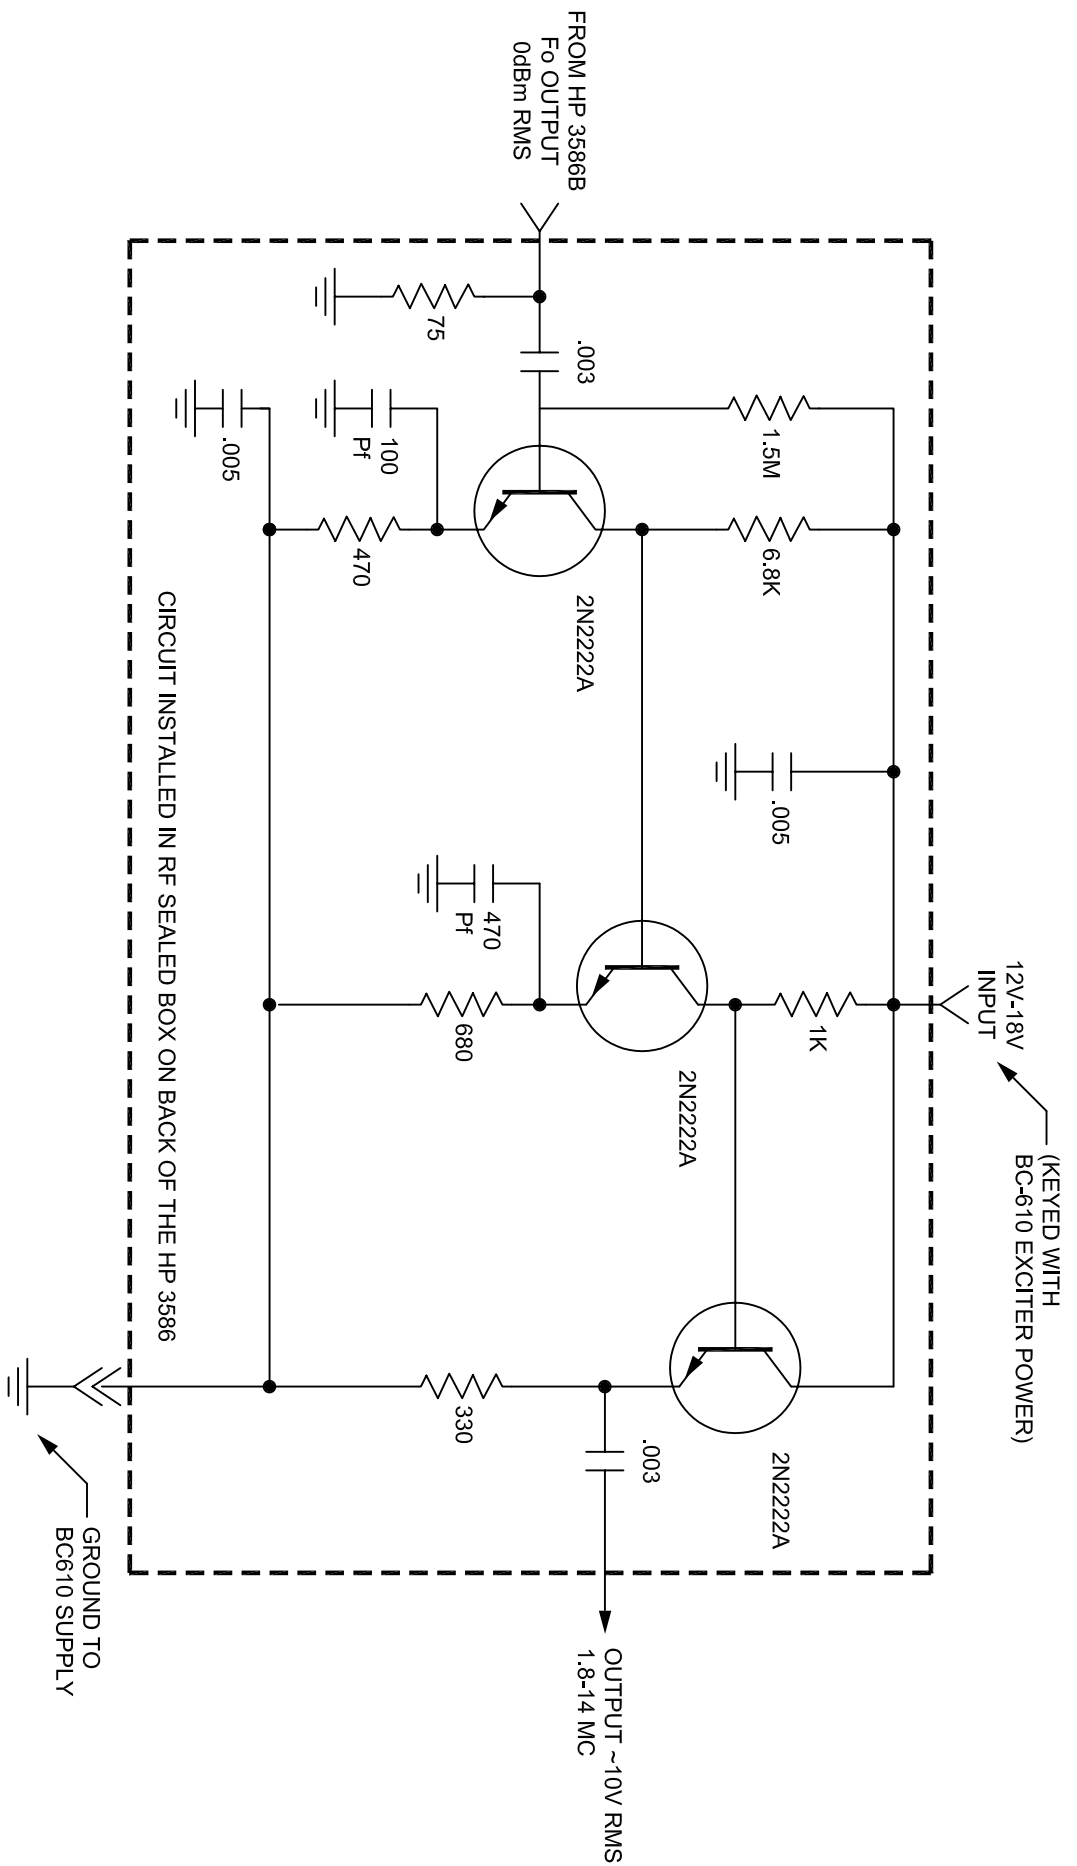 FROM HP 3586B
Fo OUTPUT
0dBm RMS
75
.003
1.5M
100
Pf
.005
470
6.8K
2N2222A
.005
470
Pf
680
1K
2N2222A
12V-18V
INPUT
(KEYED WITH
BC-610 EXCITER POWER)
330
.003
2N2222A
OUTPUT ~10V RMS
1.8-14 MC
CIRCUIT INSTALLED IN RF SEALED BOX ON BACK OF THE HP 3586
GROUND TO
BC610 SUPPLY